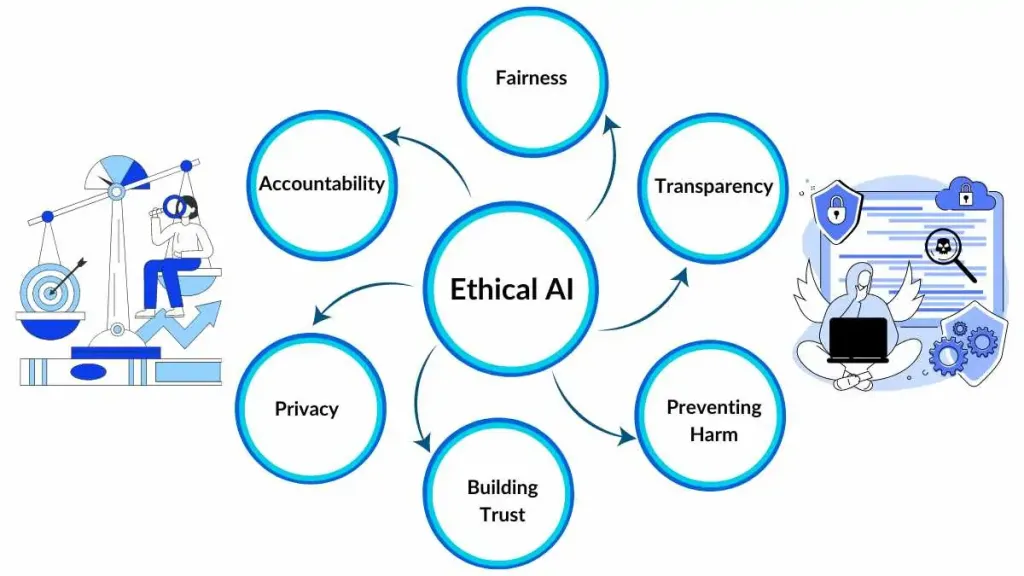 Fairness
Accountability
Transparency
Ethical AI
Privacy
Preventing
Harm
Building
Trust